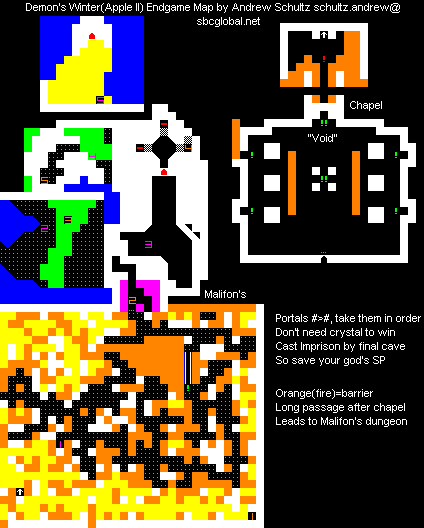 Demon's Winter(Apple II) Endgame Map by Andrew Schultz schultz.andrew@
sbcglobal.net
Chapel
"Void"
Malifon's
Portals #>#, take them in order
Don't need crystal to win
Cast Imprison by final cave
So save your god's SP
Orange(fire)=barrier
Long passage after chapel
Leads to Malifon's dungeon